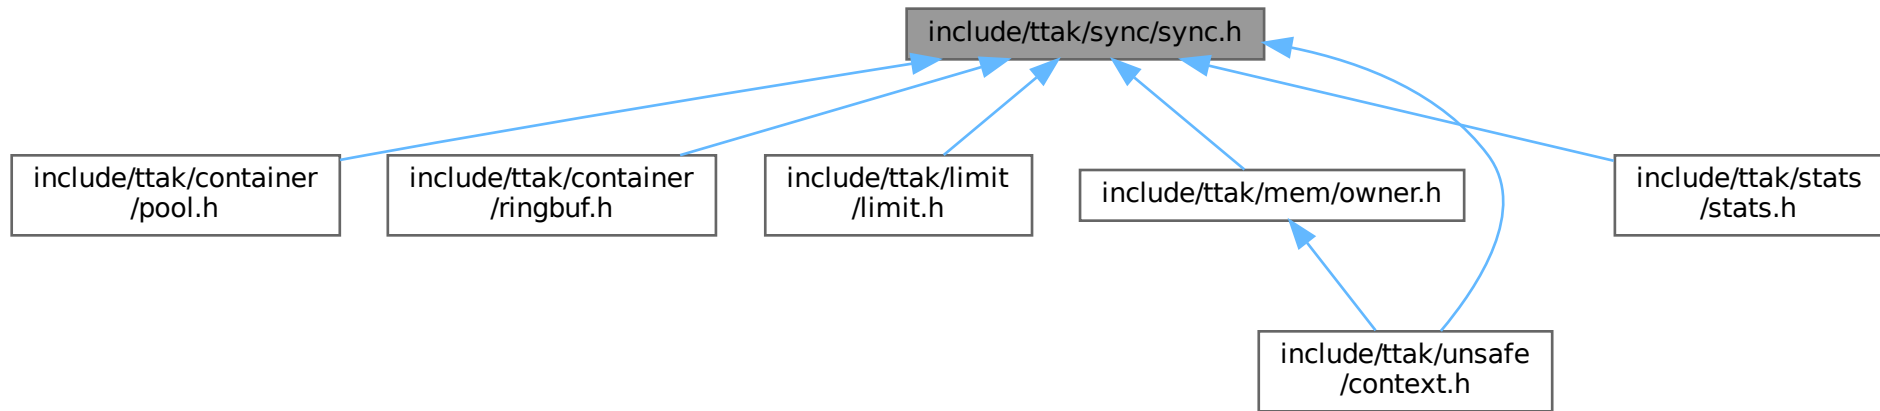 include/ttak/sync/sync.h
include/ttak/container
/pool.h
include/ttak/container
/ringbuf.h
include/ttak/limit
/limit.h
include/ttak/mem/owner.h
include/ttak/stats
/stats.h
include/ttak/unsafe
/context.h